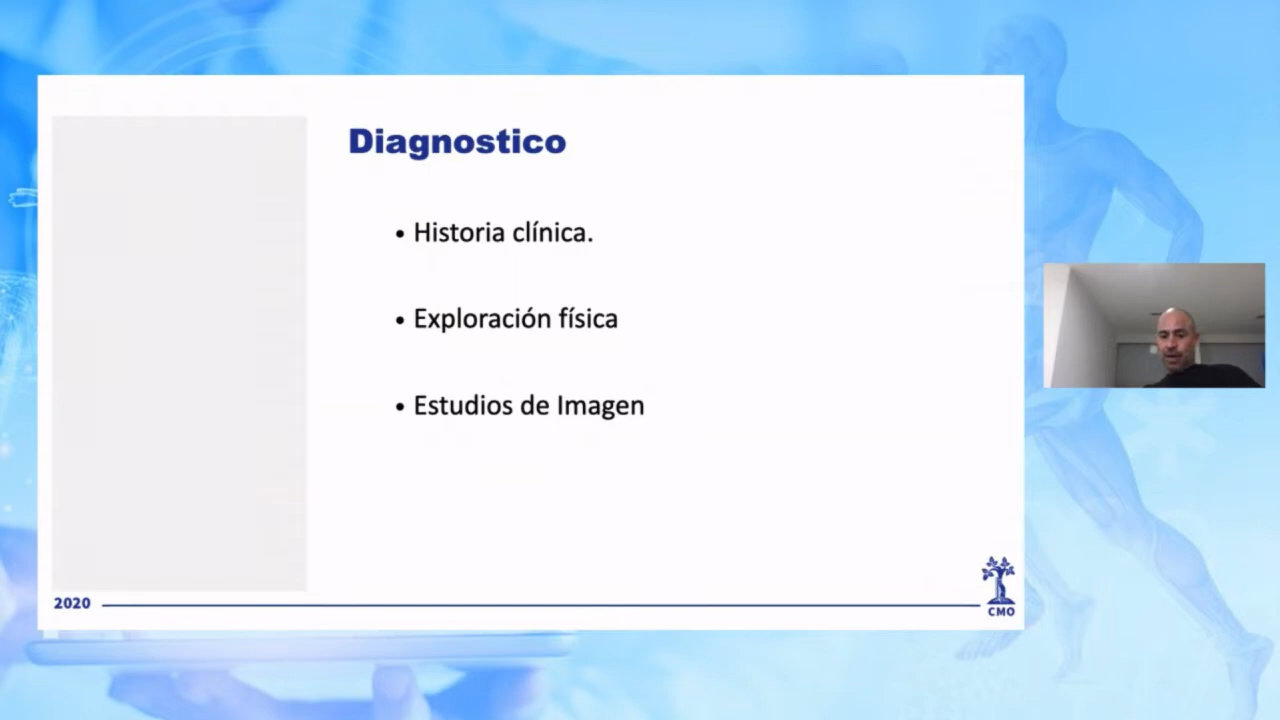 Diagnostico
• Historia clínica.
• Exploración física
• Estudios de Imagen
2020
CMO